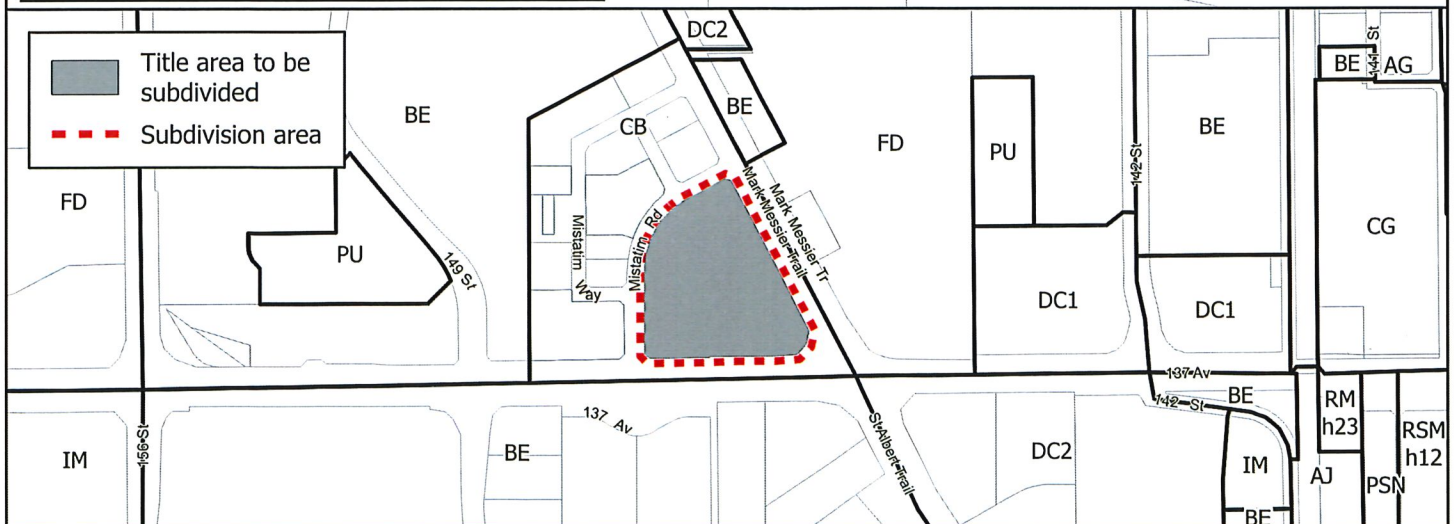 Title area to be
subdivided
Subdivision area
DC2
BE
AG
141 St
BE
BE
CB
FD
PU
142 St
BE
CG
FD
PU
149 St
Mistatim
Way
Mistatim Rd
Mark Messier Trail
Mark Messier Tr
DC1
DC1
137 Av
142 St
BE
RM
h23
RSM
h12
137 Av
St Albert Trail
IM
156 St
BE
DC2
IM
AJ
PSN
BE